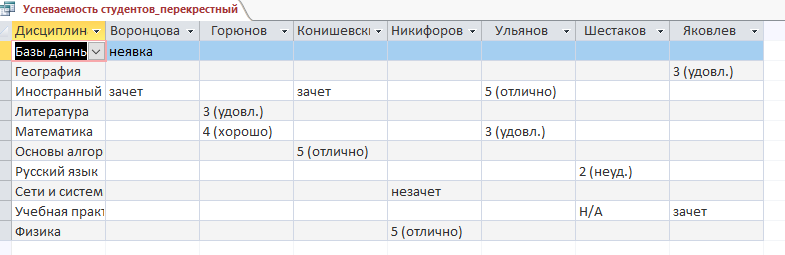 Успеваемость студентов_перекрестный
Дисциплин Воронцова Горюнов Конишевскі Никифоров Ульянов Шестаков Яковлев
Базы данны неявка
География 3 (удовл.)
Иностранный зачет зачет 5 (отлично)
Литература 3 (удовл.)
Математика 4 (хорошо) 3 (удовл.)
Основы алгор 5 (отлично)
Русский язык 2 (неуд.)
Сети и систем незачет
Учебная практ Н/А зачет
Физика 5 (отлично)